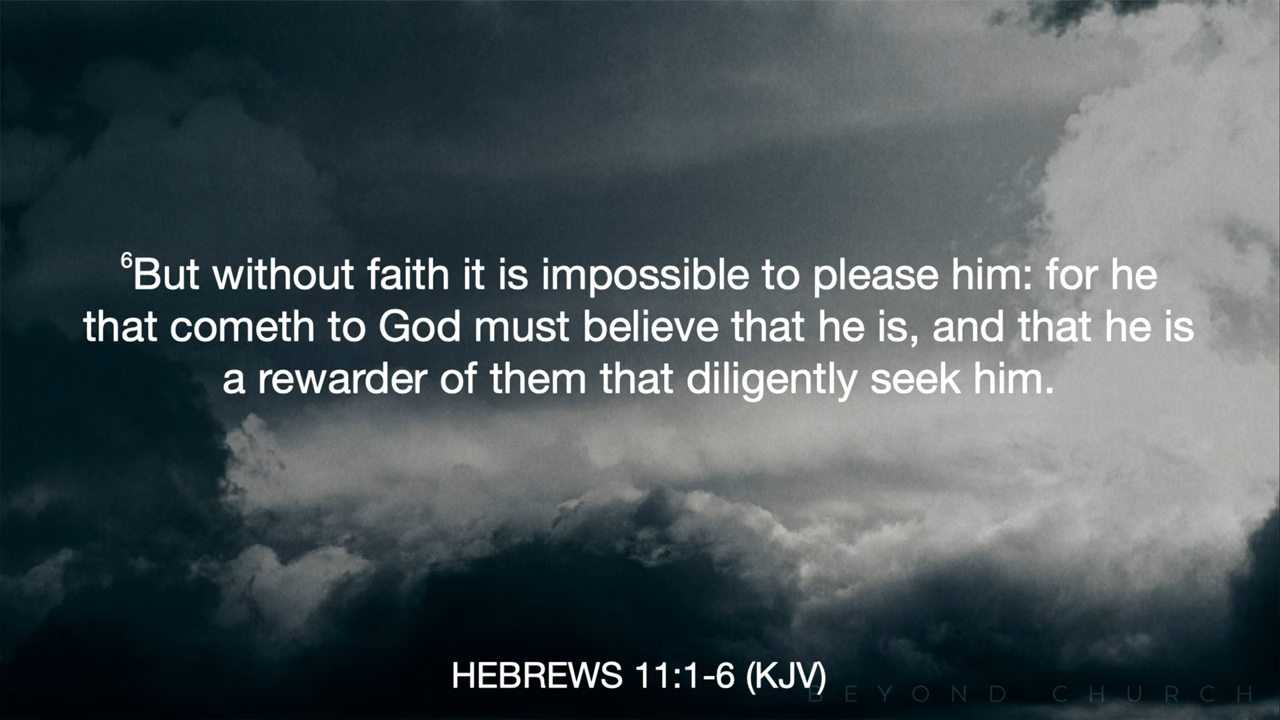 ⁶But without faith it is impossible to please him: for he
that cometh to God must believe that he is, and that he is
a rewarder of them that diligently seek him.
HEBREWS 11:1-6 (KJV)
BEYOND CHURCH